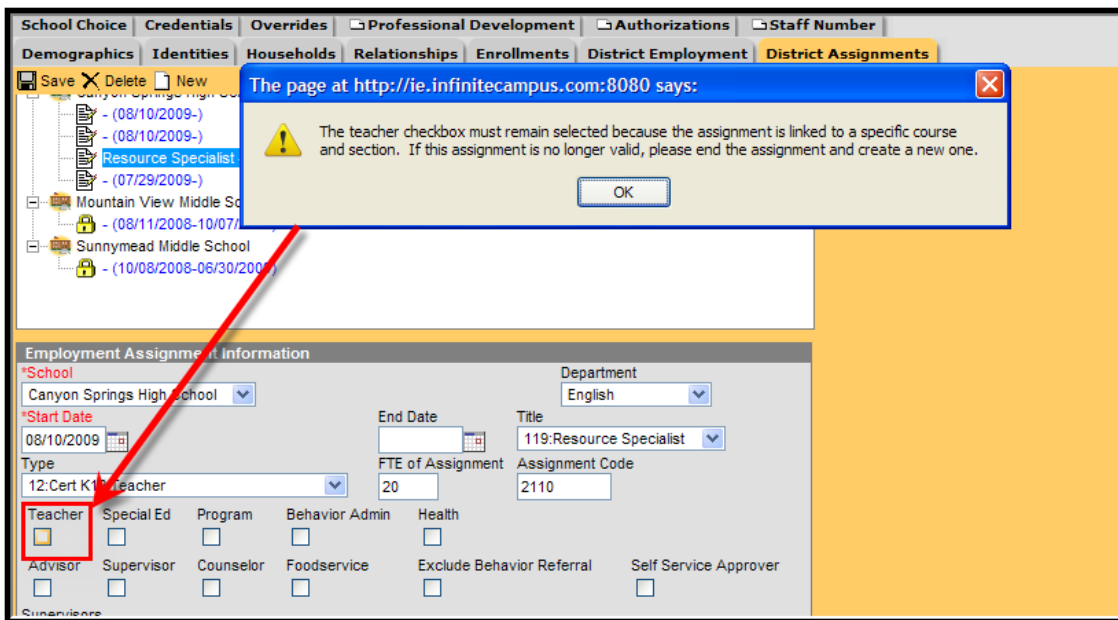 School Choice Credentials Overrides Professional Development Authorizations Staff Number
Demographics Identities Households Relationships Enrollments District Employment District Assignments
Save Delete New
The page at http://ie.infinitecampus.com:8080 says:
The teacher checkbox must remain selected because the assignment is linked to a specific course
and section. If this assignment is no longer valid, please end the assignment and create a new one.
OK
- (08/10/2009-)
- (08/10/2009-)
Resource Specialist
- (07/29/2009-)
Mountain View Middle Sc
- (08/11/2008-10/07/
Sunnymead Middle School
- (10/08/2008-06/30/2009)
Employment Assignment Information
*School Department
Canyon Springs High School English
*Start Date End Date Title
08/10/2009 119:Resource Specialist
Type FTE of Assignment Assignment Code
12:Cert K12 Teacher 20 2110
Teacher Special Ed Program Behavior Admin Health
Advisor Supervisor Counselor Foodservice Exclude Behavior Referral Self Service Approver
Supervisors